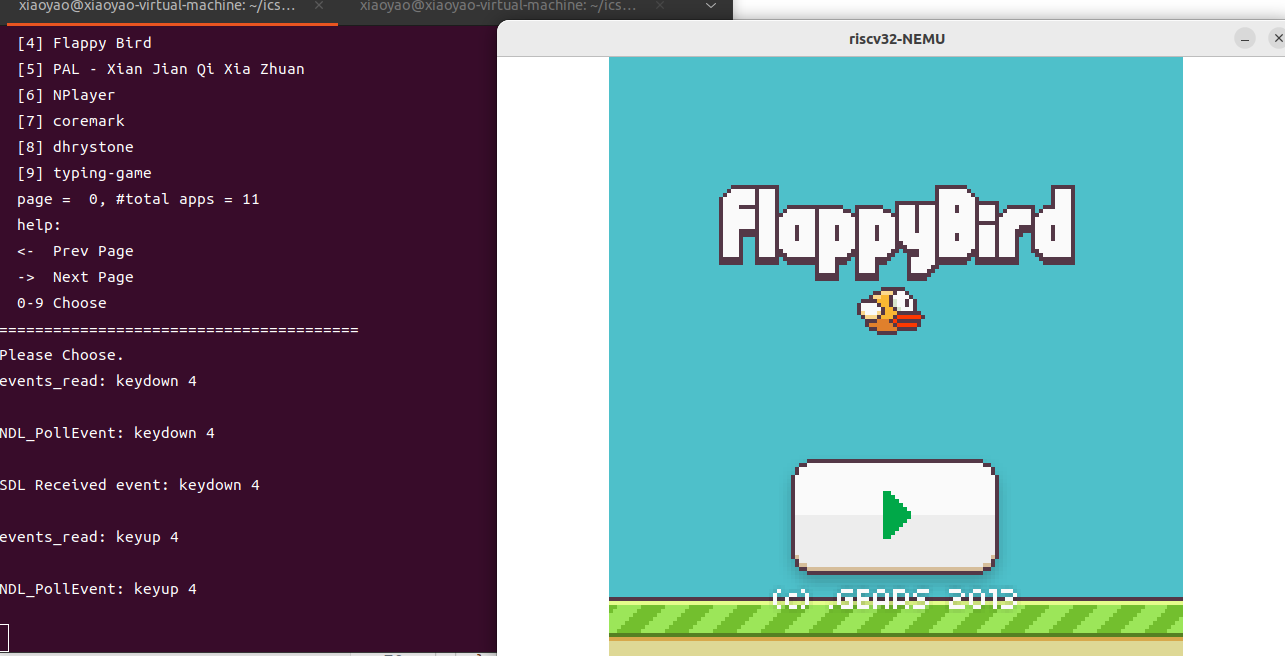 xiaoyao@xiaoyao-virtual-machine: ~/ics...
xiaoyao@xiaoyao-virtual-machine: ~/ics...
[4] Flappy Bird
[5] PAL - Xian Jian Qi Xia Zhuan
[6] NPlayer
[7] coremark
[8] dhrystone
[9] typing-game
page =  0, #total apps = 11
help:
<-  Prev Page
->  Next Page
0-9 Choose
========================================
Please Choose.
events_read: keydown 4
NDL_PollEvent: keydown 4
SDL Received event: keydown 4
events_read: keyup 4
NDL_PollEvent: keyup 4
riscv32-NEMU
FlappyBird
(c) .GEARS 2013